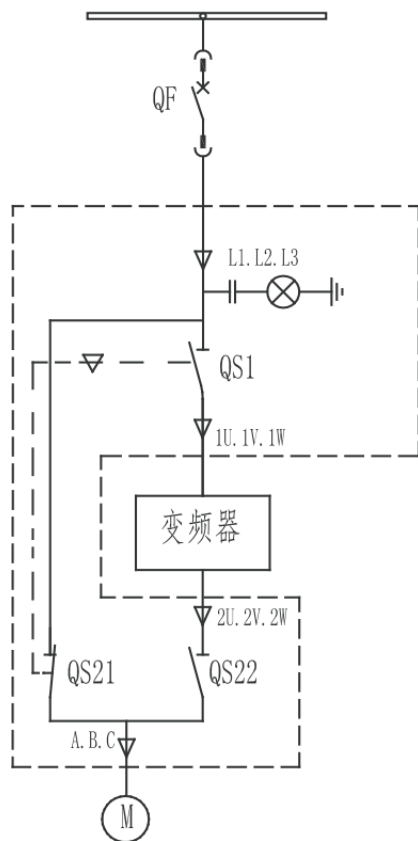 QF
L1.L2.L3
QS1
1U.1V.1W
变频器
2U.2V.2W
QS21
QS22
A.B.C
M